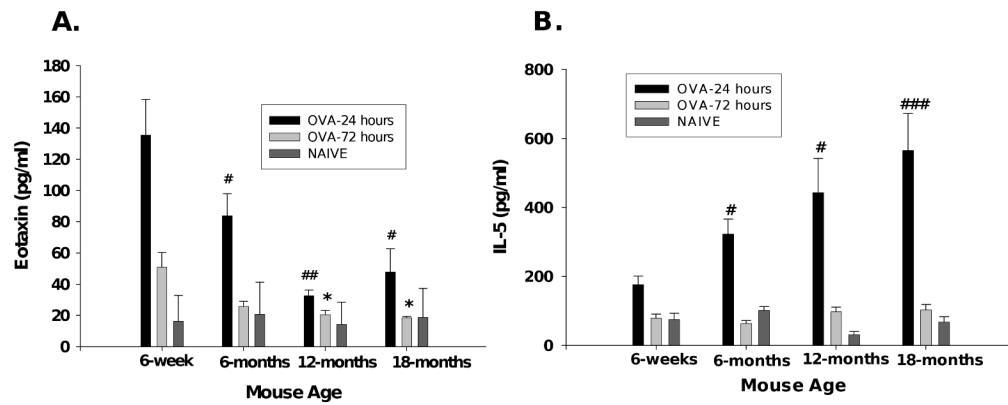 A.
180
160
140
120
100
80
60
40
20
0
Eotaxin (pg/ml)
OVA-24 hours
OVA-72 hours
NAIVE
#
##
*
#
*
6-week 6-months 12-months 18-months
Mouse Age
B.
800
600
400
200
0
IL-5 (pg/ml)
OVA-24 hours
OVA-72 hours
NAIVE
#
#
###
6-weeks 6-months 12-months 18-months
Mouse Age